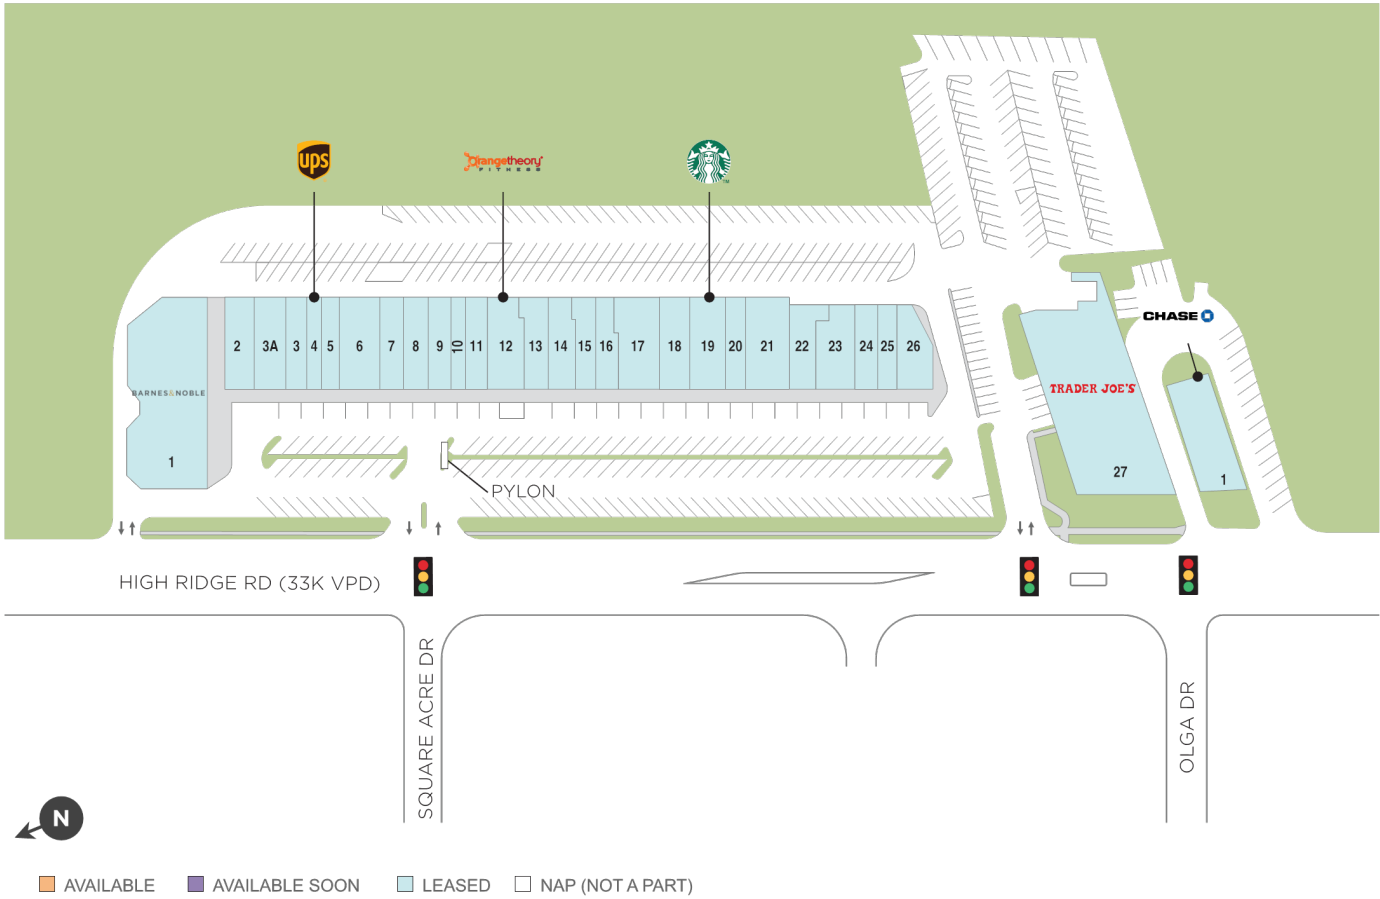 ups
Orangetheory®
FITNESS
TM
CHASE
BARNES & NOBLE
TRADER JOE'S
2 3A 3 4 5 6 7 8 9 10 11 12 13 14 15 16 17 18 19 20 21 22 23 24 25 26
1
27
1
PYLON
HIGH RIDGE RD (33K VPD)
SQUARE ACRE DR
OLGA DR
N
AVAILABLE
AVAILABLE SOON
LEASED
NAP (NOT A PART)